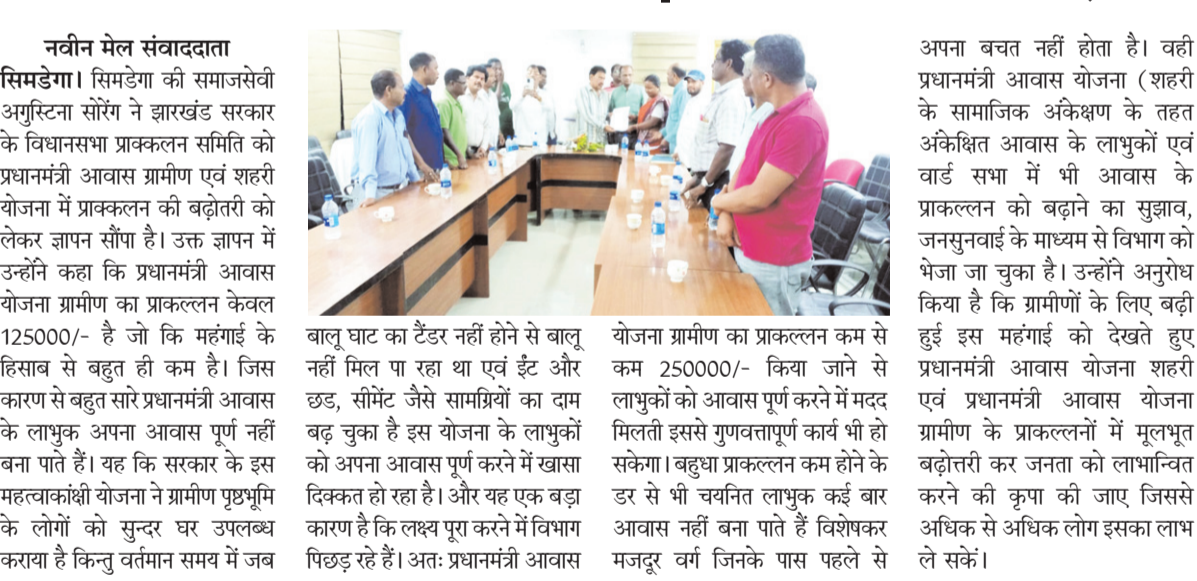 नवीन मेल संवाददाता
सिमडेगा। सिमडेगा की समाजसेवी
अगुस्टिना सोरेंग ने झारखंड सरकार
के विधानसभा प्राक्कलन समिति को
प्रधानमंत्री आवास ग्रामीण एवं शहरी
योजना में प्राक्कलन की बढ़ोतरी को
लेकर ज्ञापन सौंपा है। उक्त ज्ञापन में
उन्होंने कहा कि प्रधानमंत्री आवास
योजना ग्रामीण का प्राकल्लन केवल
125000/- है जो कि महंगाई के
हिसाब से बहुत ही कम है। जिस
कारण से बहुत सारे प्रधानमंत्री आवास
के लाभुक अपना आवास पूर्ण नहीं
बना पाते हैं। यह कि सरकार के इस
महत्वाकांक्षी योजना ने ग्रामीण पृष्ठभूमि
के लोगों को सुन्दर घर उपलब्ध
कराया है किन्तु वर्तमान समय में जब
बालू घाट का टैंडर नहीं होने से बालू
नहीं मिल पा रहा था एवं ईंट और
छड, सीमेंट जैसे सामग्रियों का दाम
बढ़ चुका है इस योजना के लाभुकों
को अपना आवास पूर्ण करने में खासा
दिक्कत हो रहा है। और यह एक बड़ा
कारण है कि लक्ष्य पूरा करने में विभाग
पिछड़ रहे हैं। अतः प्रधानमंत्री आवास
योजना ग्रामीण का प्राकल्लन कम से
कम 250000/- किया जाने से
लाभुकों को आवास पूर्ण करने में मदद
मिलती इससे गुणवत्तापूर्ण कार्य भी हो
सकेगा। बहुधा प्राकल्लन कम होने के
डर से भी चयनित लाभुक कई बार
आवास नहीं बना पाते हैं विशेषकर
मजदूर वर्ग जिनके पास पहले से
अपना बचत नहीं होता है। वही
प्रधानमंत्री आवास योजना (शहरी
के सामाजिक अंकेक्षण के तहत
अंकेक्षित आवास के लाभुकों एवं
वार्ड सभा में भी आवास के
प्राकल्लन को बढ़ाने का सुझाव,
जनसुनवाई के माध्यम से विभाग को
भेजा जा चुका है। उन्होंने अनुरोध
किया है कि ग्रामीणों के लिए बढ़ी
हुई इस महंगाई को देखते हुए
प्रधानमंत्री आवास योजना शहरी
एवं प्रधानमंत्री आवास योजना
ग्रामीण के प्राकल्लनों में मूलभूत
बढ़ोत्तरी कर जनता को लाभान्वित
करने की कृपा की जाए जिससे
अधिक से अधिक लोग इसका लाभ
ले सकें।